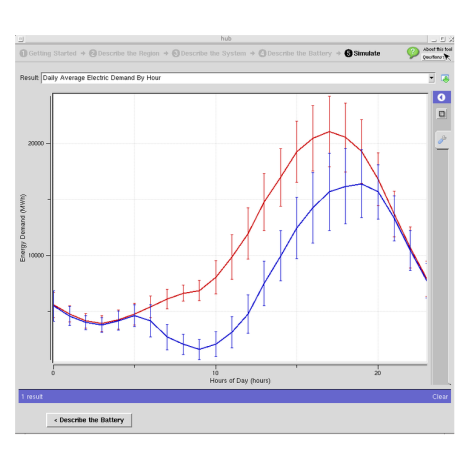 hub
1 Getting Started → 2 Describe the Region → 3 Describe the System → 4 Describe the Battery → 5 Simulate
? About this tool
Questions?
Result: Daily Average Electric Demand By Hour
20000
10000
Energy Demand (MWh)
0 10 20
Hours of Day (hours)
1 result Clear
< Describe the Battery